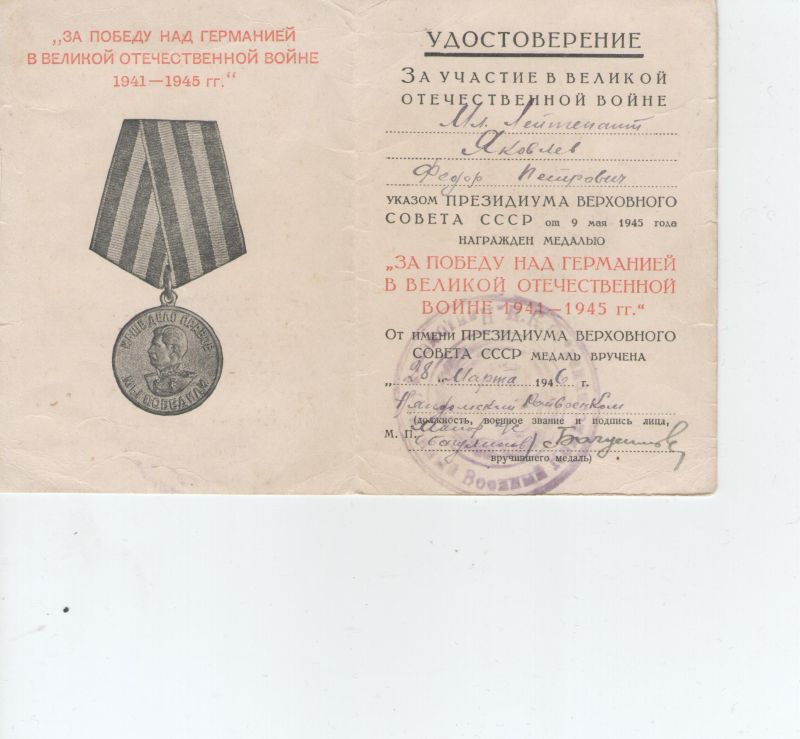 „ЗА ПОБЕДУ НАД ГЕРМАНИЕЙ
В ВЕЛИКОЙ ОТЕЧЕСТВЕННОЙ ВОЙНЕ
1941—1945 гг.“
НАШЕ ДЕЛО ПРАВОЕ
МЫ ПОБЕДИЛИ
УДОСТОВЕРЕНИЕ
ЗА УЧАСТИЕ В ВЕЛИКОЙ
ОТЕЧЕСТВЕННОЙ ВОЙНЕ
Мл. Лейтенант
Яковлев
Федор Петрович
УКАЗОМ ПРЕЗИДИУМА ВЕРХОВНОГО
СОВЕТА СССР от 9 мая 1945 года
НАГРАЖДЕН МЕДАЛЬЮ
„ЗА ПОБЕДУ НАД ГЕРМАНИЕЙ
В ВЕЛИКОЙ ОТЕЧЕСТВЕННОЙ
ВОЙНЕ 1941—1945 гг.“
От имени ПРЕЗИДИУМА ВЕРХОВНОГО
СОВЕТА СССР МЕДАЛЬ ВРУЧЕНА
„28“ Марта 1946 г.
Райвоенком
(должность, военное звание и подпись лица,
Майор
М. П.
вручившего медаль)
Военный